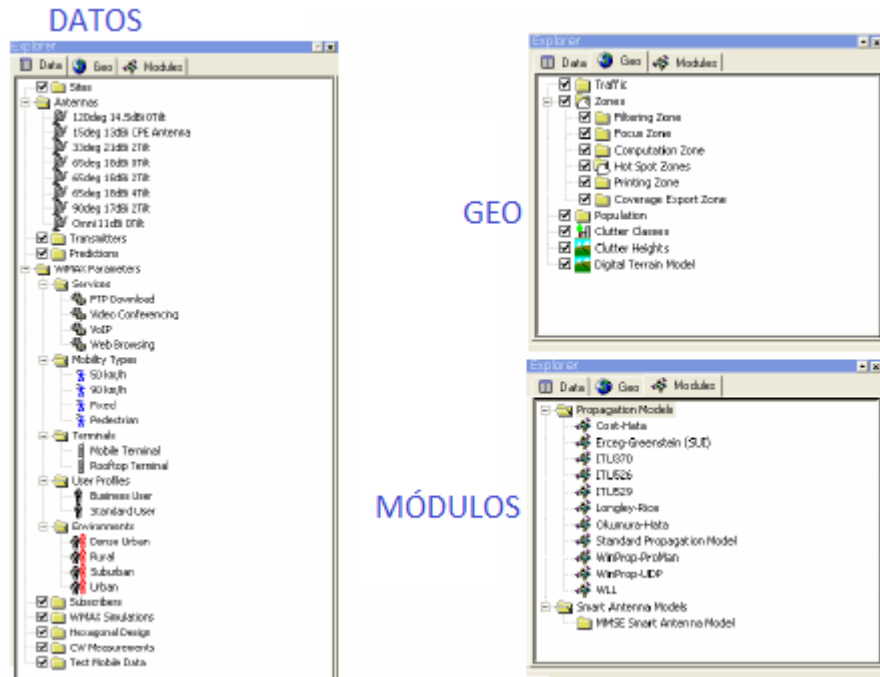 DATOS
Explorer
Data Geo Modules
Sites
Antennas
120deg 14.5dBi 0Tilt
15deg 13dBi CPE Antenna
33deg 21dBi 2Tilt
65deg 18dBi 0Tilt
65deg 18dBi 2Tilt
65deg 18dBi 4Tilt
90deg 17dBi 2Tilt
Omni 11dBi 0Tilt
Transmitters
Predictions
WiMAX Parameters
Services
FTP Download
Video Conferencing
VoIP
Web Browsing
Mobility Types
50 km/h
90 km/h
Fixed
Pedestrian
Terminals
Mobile Terminal
Rooftop Terminal
User Profiles
Business User
Standard User
Environments
Dense Urban
Rural
Suburban
Urban
Subscribers
WiMAX Simulations
Hexagonal Design
CW Measurements
Test Mobile Data
GEO
Explorer
Data Geo Modules
Traffic
Zones
Filtering Zone
Focus Zone
Computation Zone
Hot Spot Zones
Printing Zone
Coverage Export Zone
Population
Clutter Classes
Clutter Heights
Digital Terrain Model
MÓDULOS
Explorer
Data Geo Modules
Propagation Models
Cost-Hata
Erceg-Greenstein (SUI)
ITU370
ITU526
ITU529
Longley-Rice
Okumura-Hata
Standard Propagation Model
WinProp-ProMan
WinProp-UDP
WLL
Smart Antenna Models
MMSE Smart Antenna Model